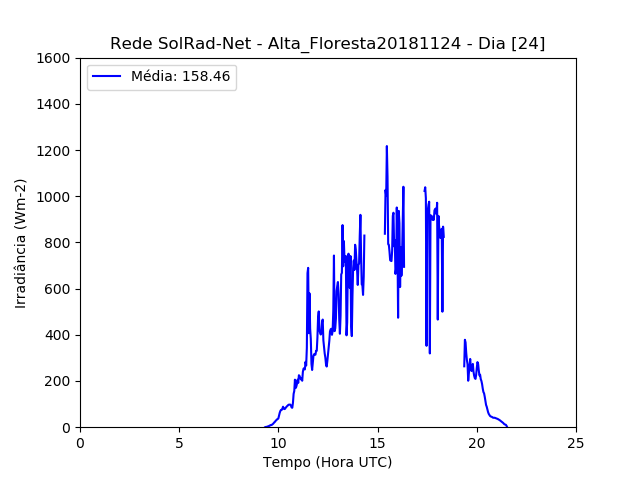 Rede SolRad-Net - Alta_Floresta20181124 - Dia [24]
Média: 158.46
Irradiância (Wm-2)
1600
1400
1200
1000
800
600
400
200
0
0 5 10 15 20 25
Tempo (Hora UTC)